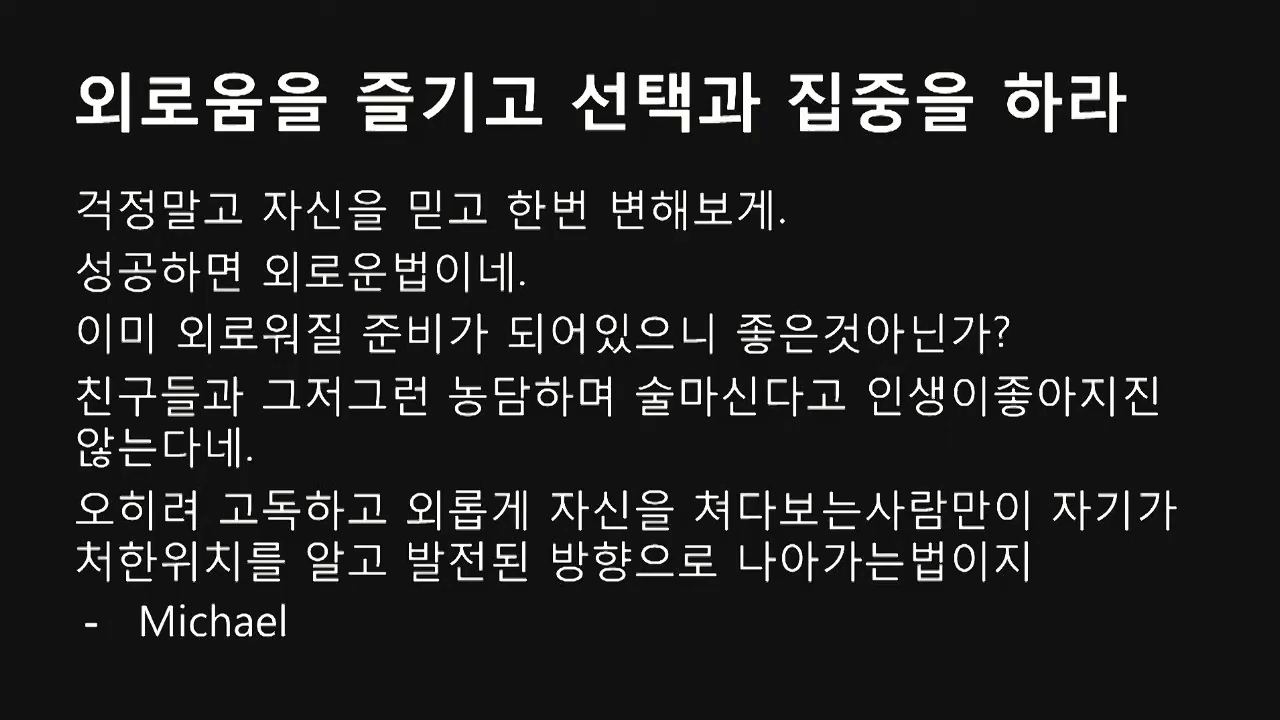 외로움을 즐기고 선택과 집중을 하라
걱정말고 자신을 믿고 한번 변해보게.
성공하면 외로운법이네.
이미 외로워질 준비가 되어있으니 좋은것아닌가?
친구들과 그저그런 농담하며 술마신다고 인생이좋아지진
않는다네.
오히려 고독하고 외롭게 자신을 쳐다보는사람만이 자기가
처한위치를 알고 발전된 방향으로 나아가는법이지
- Michael